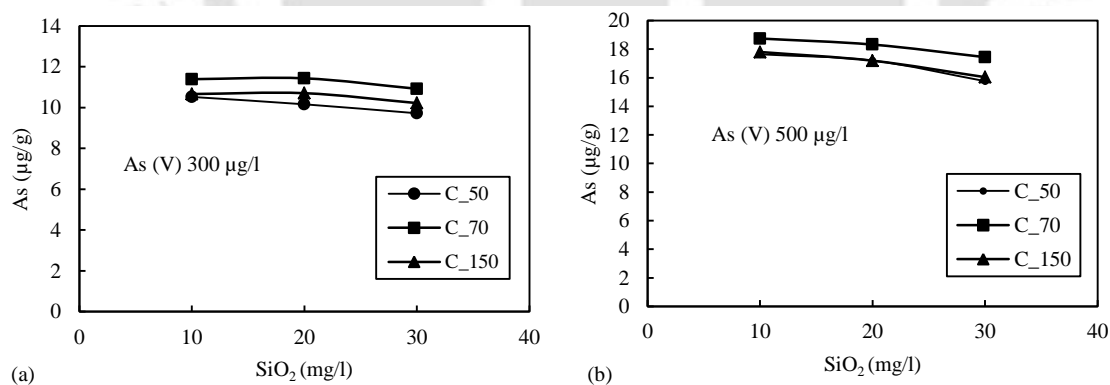 14
12
10
8
6
4
2
0
As (µg/g)
As (V) 300 µg/l
C_50
C_70
C_150
0 10 20 30 40
SiO₂ (mg/l)
(a)
20
18
16
14
12
10
8
6
4
2
0
As (µg/g)
As (V) 500 µg/l
C_50
C_70
C_150
0 10 20 30 40
SiO₂ (mg/l)
(b)